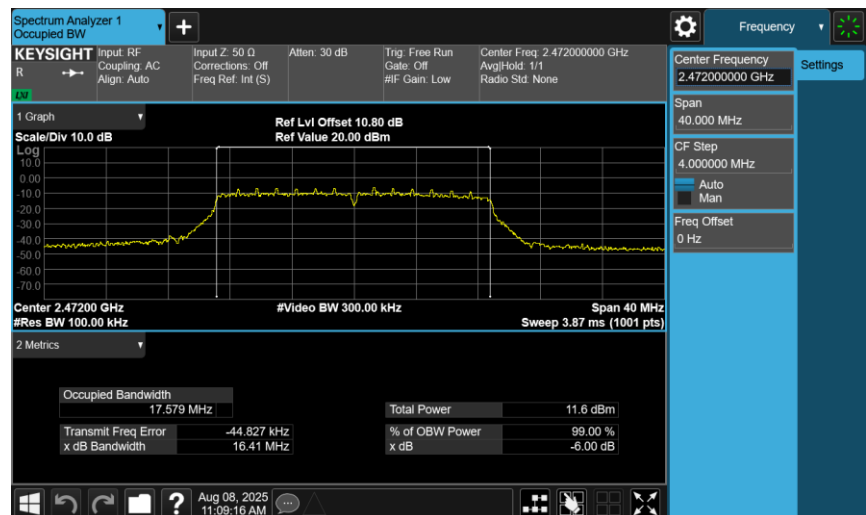 Spectrum Analyzer 1
Occupied BW
+
Frequency
KEYSIGHT
R
LXI
Input: RF
Coupling: AC
Align: Auto
Input Z: 50 Ω
Corrections: Off
Freq Ref: Int (S)
Atten: 30 dB
Trig: Free Run
Gate: Off
#IF Gain: Low
Center Freq: 2.472000000 GHz
Avg|Hold: 1/1
Radio Std: None
Center Frequency
2.472000000 GHz
Settings
Span
40.000 MHz
CF Step
4.000000 MHz
Auto
Man
Freq Offset
0 Hz
1 Graph
Scale/Div 10.0 dB
Ref Lvl Offset 10.80 dB
Ref Value 20.00 dBm
Log
10.0
0.00
-10.0
-20.0
-30.0
-40.0
-50.0
-60.0
-70.0
Center 2.47200 GHz
#Video BW 300.00 kHz
Span 40 MHz
#Res BW 100.00 kHz
Sweep 3.87 ms (1001 pts)
2 Metrics
Occupied Bandwidth
17.579 MHz
Total Power 11.6 dBm
Transmit Freq Error -44.827 kHz
% of OBW Power 99.00 %
x dB Bandwidth 16.41 MHz
x dB -6.00 dB
?
Aug 08, 2025
11:09:16 AM